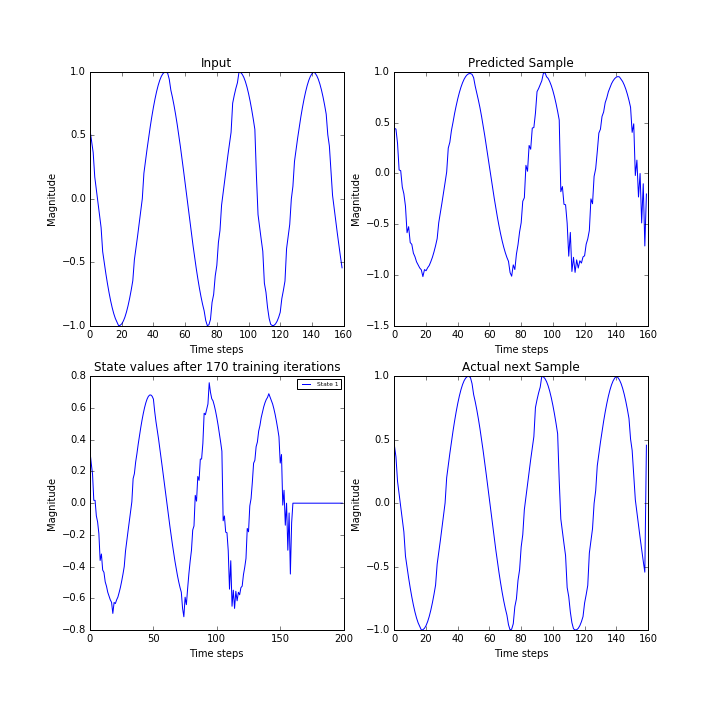 Input
1.0
0.5
0.0
−0.5
−1.0
Magnitude
0 20 40 60 80 100 120 140 160
Time steps
Predicted Sample
1.0
0.5
0.0
−0.5
−1.0
−1.5
Magnitude
0 20 40 60 80 100 120 140 160
Time steps
State values after 170 training iterations
0.8
0.6
0.4
0.2
0.0
−0.2
−0.4
−0.6
−0.8
Magnitude
State 1
0 50 100 150 200
Time steps
Actual next Sample
1.0
0.5
0.0
−0.5
−1.0
Magnitude
0 20 40 60 80 100 120 140 160
Time steps